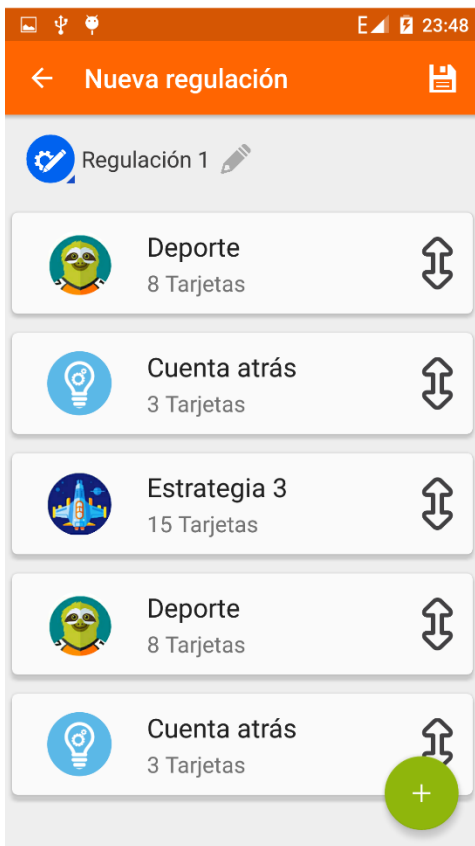 E 23:48
Nueva regulación
Regulación 1
Deporte
8 Tarjetas
Cuenta atrás
3 Tarjetas
Estrategia 3
15 Tarjetas
Deporte
8 Tarjetas
Cuenta atrás
3 Tarjetas